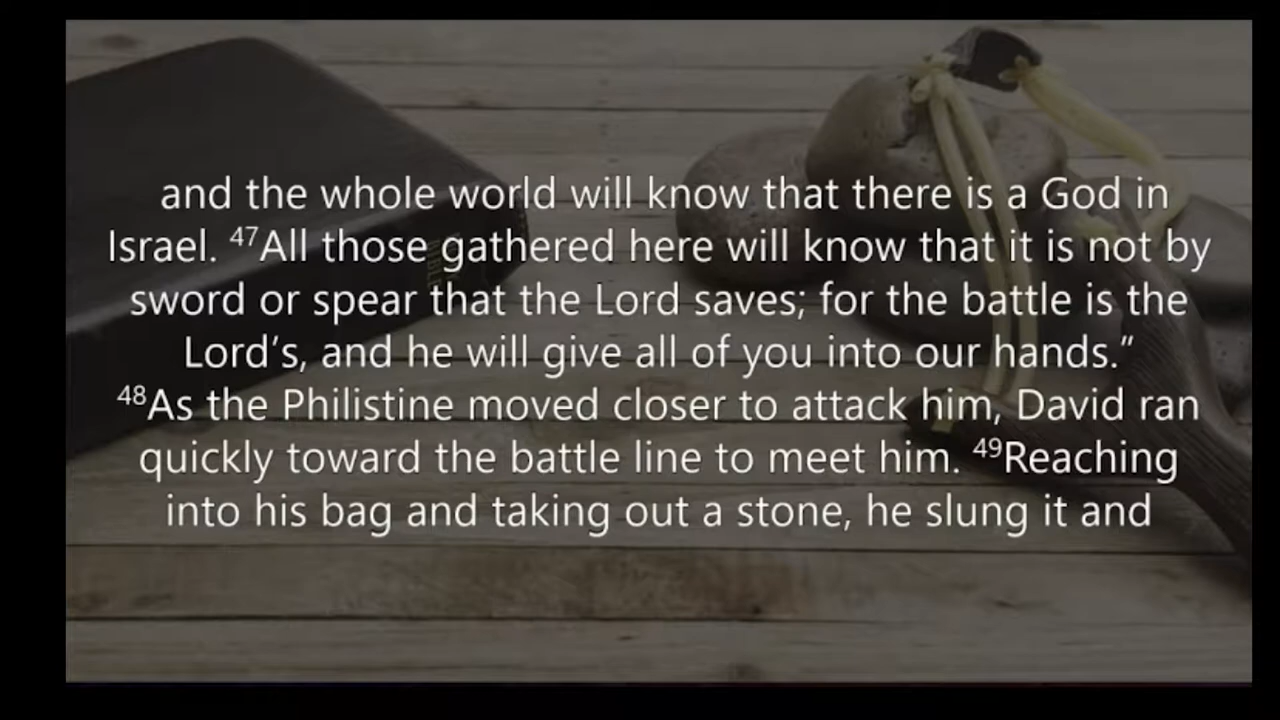 and the whole world will know that there is a God in
Israel. ⁴⁷All those gathered here will know that it is not by
sword or spear that the Lord saves; for the battle is the
Lord’s, and he will give all of you into our hands.”
⁴⁸As the Philistine moved closer to attack him, David ran
quickly toward the battle line to meet him. ⁴⁹Reaching
into his bag and taking out a stone, he slung it and